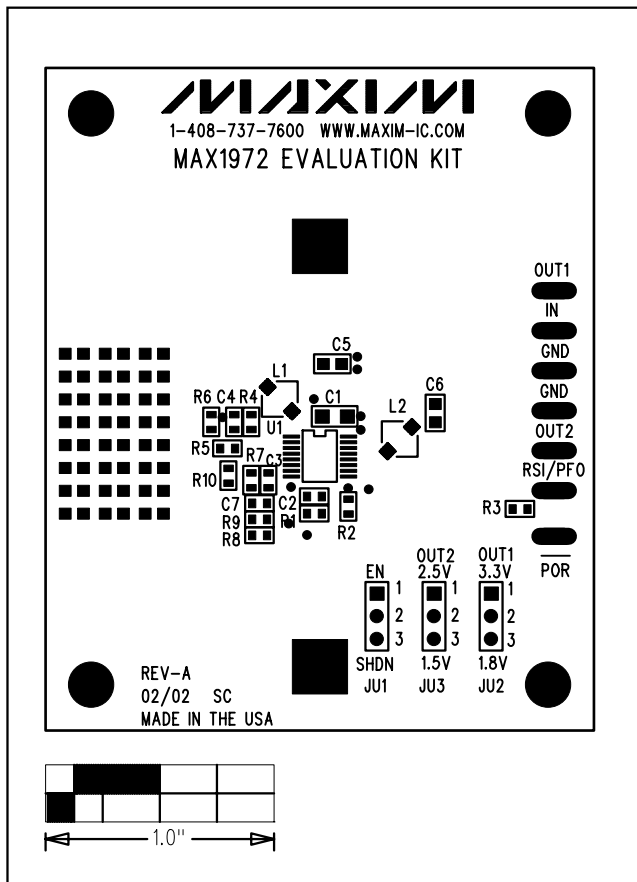 MAXIM
1-408-737-7600 WWW.MAXIM-IC.COM
MAX1972 EVALUATION KIT
OUT1
IN
GND
GND
OUT2
RSI/PFO
R3
POR
C5
L1
C6
R6 C4 R4
C1
L2
U1
R5
R7 C3
R10
C7
C2
R9
R1
R8
R2
EN
1
2
3
SHDN
JU1
OUT2
2.5V
1
2
3
1.5V
JU3
OUT1
3.3V
1
2
3
1.8V
JU2
REV-A
02/02 SC
MADE IN THE USA
1.0"